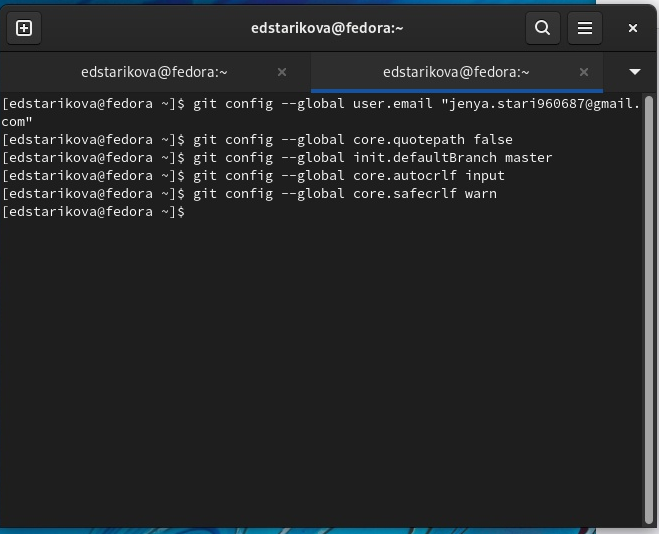 edstarikova@fedora:~
edstarikova@fedora:~
edstarikova@fedora:~
[edstarikova@fedora ~]$ git config --global user.email "jenya.stari960687@gmail.
com"
[edstarikova@fedora ~]$ git config --global core.quotepath false
[edstarikova@fedora ~]$ git config --global init.defaultBranch master
[edstarikova@fedora ~]$ git config --global core.autocrlf input
[edstarikova@fedora ~]$ git config --global core.safecrlf warn
[edstarikova@fedora ~]$